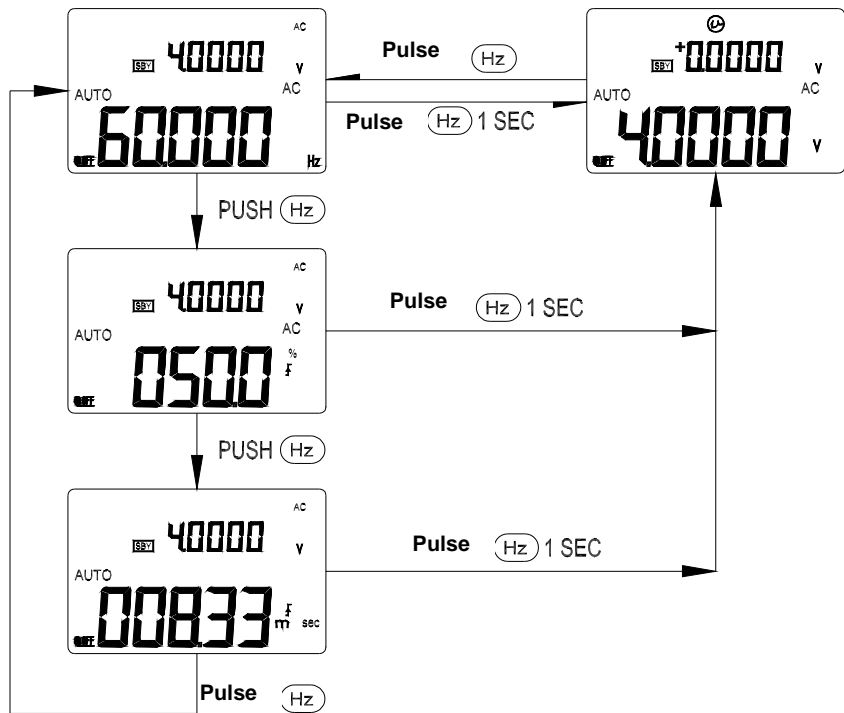 AC
SBY 4.0000 V
AUTO AC
60.000 Hz
Pulse Hz
Pulse Hz 1 SEC
+0.0000 V
SBY
AUTO AC
4.0000 V
PUSH Hz
AC
SBY 4.0000 V
AUTO AC
050.0 %
Pulse Hz 1 SEC
PUSH Hz
AC
SBY 4.0000 V
AUTO
008.33 m sec
Pulse Hz 1 SEC
Pulse Hz